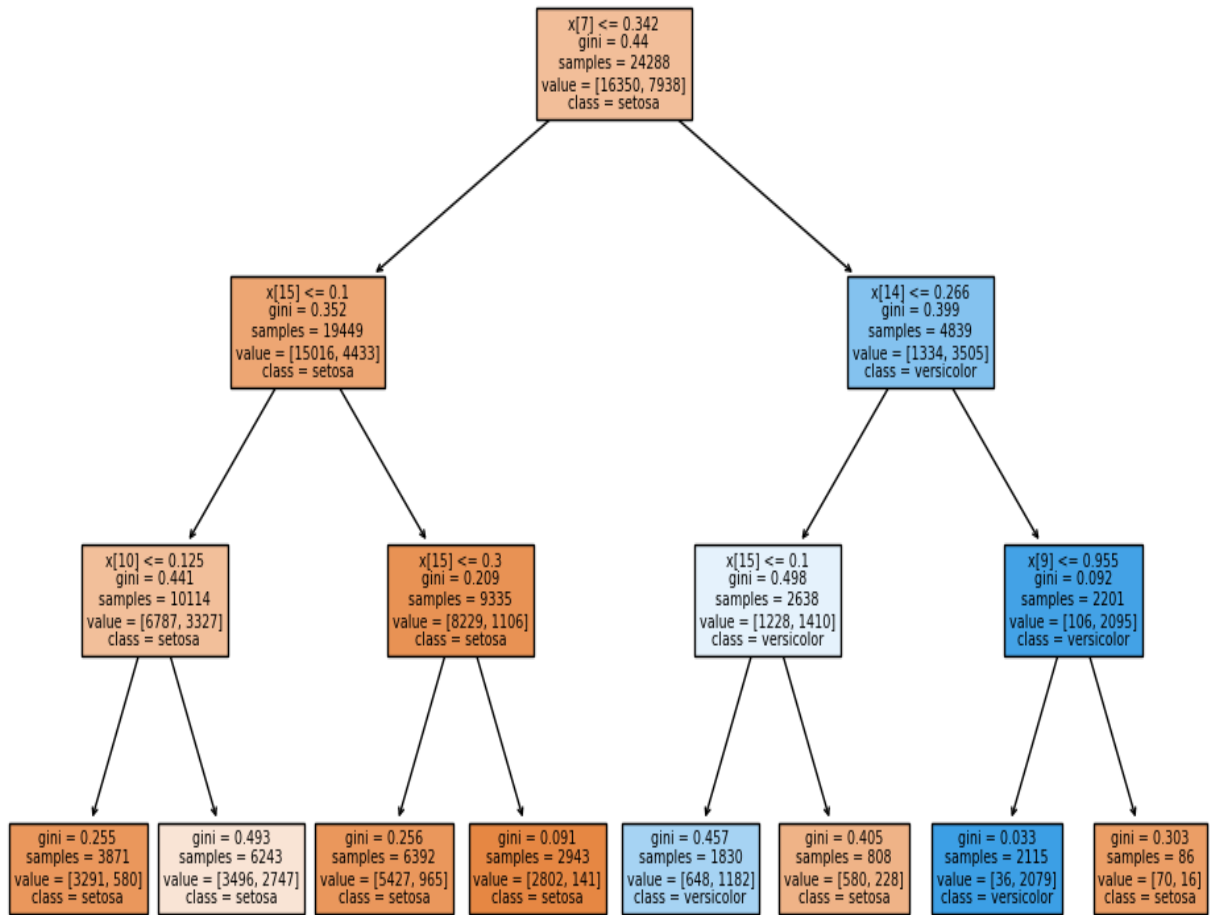 x[7] <= 0.342
gini = 0.44
samples = 24288
value = [16350, 7938]
class = setosa
x[15] <= 0.1
gini = 0.352
samples = 19449
value = [15016, 4433]
class = setosa
x[14] <= 0.266
gini = 0.399
samples = 4839
value = [1334, 3505]
class = versicolor
x[10] <= 0.125
gini = 0.441
samples = 10114
value = [6787, 3327]
class = setosa
x[15] <= 0.3
gini = 0.209
samples = 9335
value = [8229, 1106]
class = setosa
x[15] <= 0.1
gini = 0.498
samples = 2638
value = [1228, 1410]
class = versicolor
x[9] <= 0.955
gini = 0.092
samples = 2201
value = [106, 2095]
class = versicolor
gini = 0.255
samples = 3871
value = [3291, 580]
class = setosa
gini = 0.493
samples = 6243
value = [3496, 2747]
class = setosa
gini = 0.256
samples = 6392
value = [5427, 965]
class = setosa
gini = 0.091
samples = 2943
value = [2802, 141]
class = setosa
gini = 0.457
samples = 1830
value = [648, 1182]
class = versicolor
gini = 0.405
samples = 808
value = [580, 228]
class = setosa
gini = 0.033
samples = 2115
value = [36, 2079]
class = versicolor
gini = 0.303
samples = 86
value = [70, 16]
class = setosa